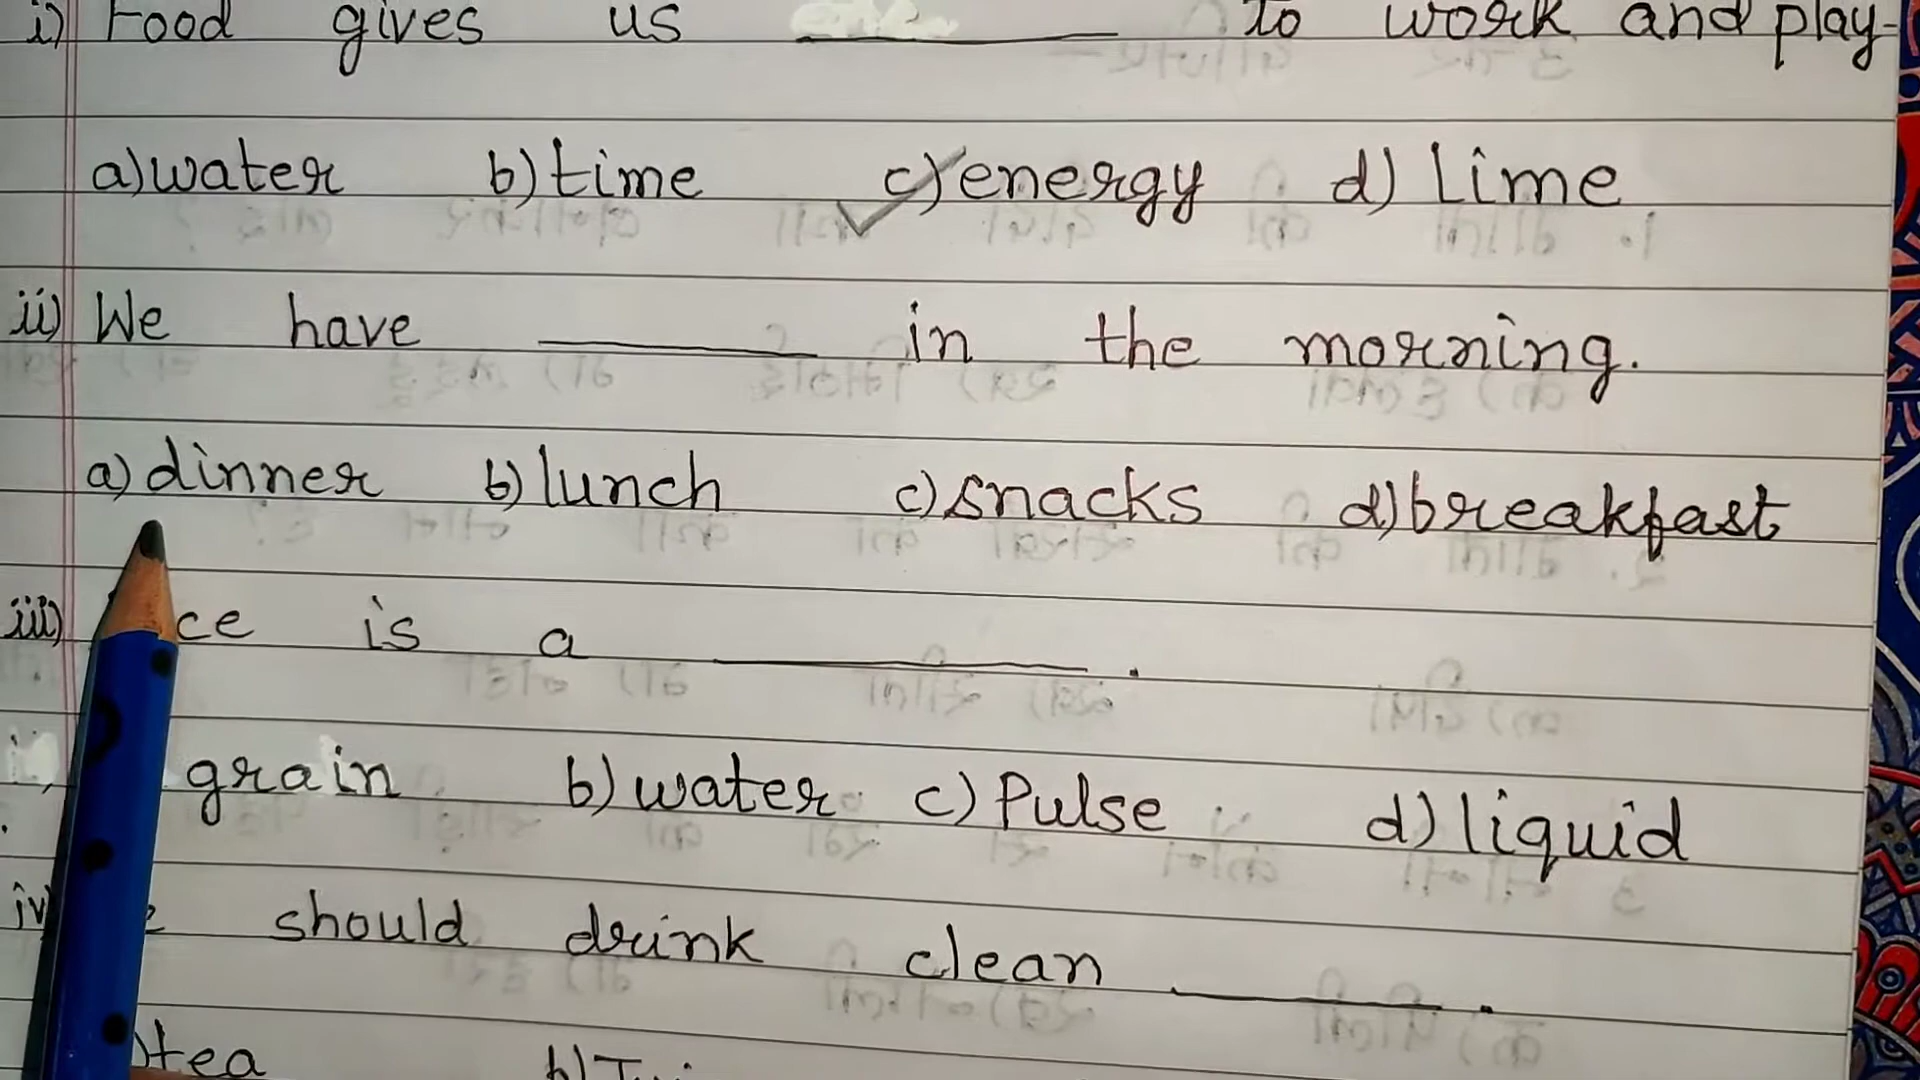 i) Food gives us ________ to work and play-
a) water b) time c) energy d) Lime
ii) We have ________ in the morning.
a) dinner b) lunch c) snacks d) breakfast
iii) ce is a ________.
grain b) water c) Pulse d) liquid
iv) should drink clean ________.
)tea b)